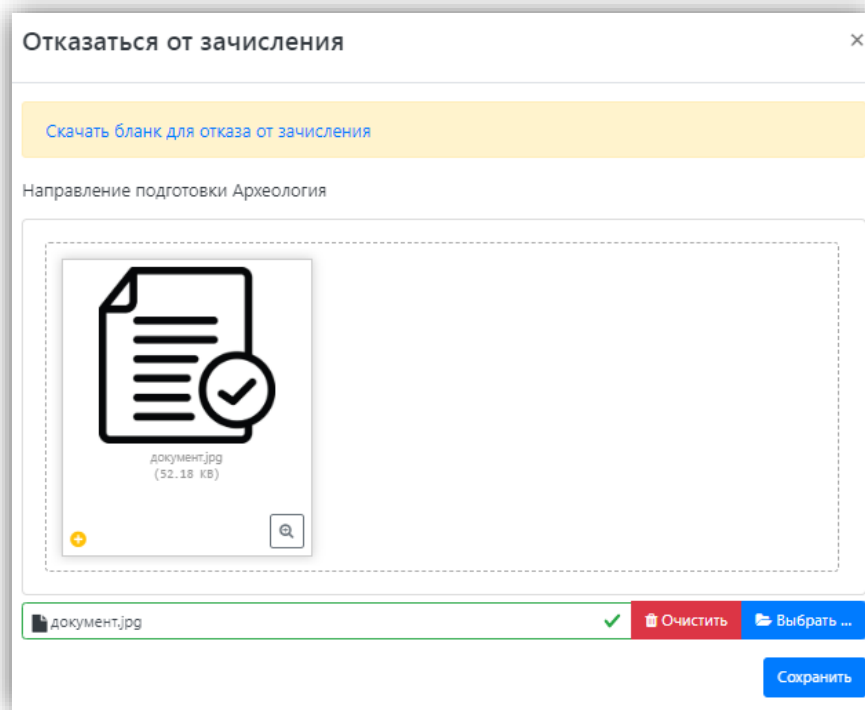 Отказаться от зачисления
Скачать бланк для отказа от зачисления
Направление подготовки Археология
документ.jpg
(52.18 KB)
документ.jpg
Очистить
Выбрать ...
Сохранить